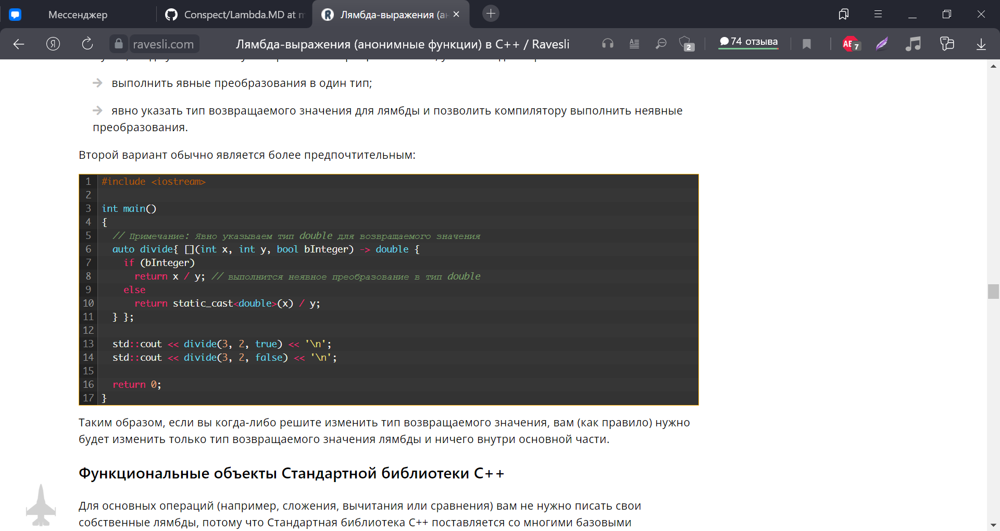 Мессенджер
Conspect/Lambda.MD at m
Лямбда-выражения (ан
ravesli.com
Лямбда-выражения (анонимные функции) в C++ / Ravesli
2
74 отзыва
7
выполнить явные преобразования в один тип;
явно указать тип возвращаемого значения для лямбды и позволить компилятору выполнить неявные
преобразования.
Второй вариант обычно является более предпочтительным:
1 #include <iostream>
2
3 int main()
4 {
5   // Примечание: Явно указываем тип double для возвращаемого значения
6   auto divide{ [](int x, int y, bool bInteger) -> double {
7     if (bInteger)
8       return x / y; // выполнится неявное преобразование в тип double
9     else
10       return static_cast<double>(x) / y;
11   } };
12
13   std::cout << divide(3, 2, true) << '\n';
14   std::cout << divide(3, 2, false) << '\n';
15
16   return 0;
17 }
Таким образом, если вы когда-либо решите изменить тип возвращаемого значения, вам (как правило) нужно
будет изменить только тип возвращаемого значения лямбды и ничего внутри основной части.
Функциональные объекты Стандартной библиотеки C++
Для основных операций (например, сложения, вычитания или сравнения) вам не нужно писать свои
собственные лямбды, потому что Стандартная библиотека C++ поставляется со многими базовыми